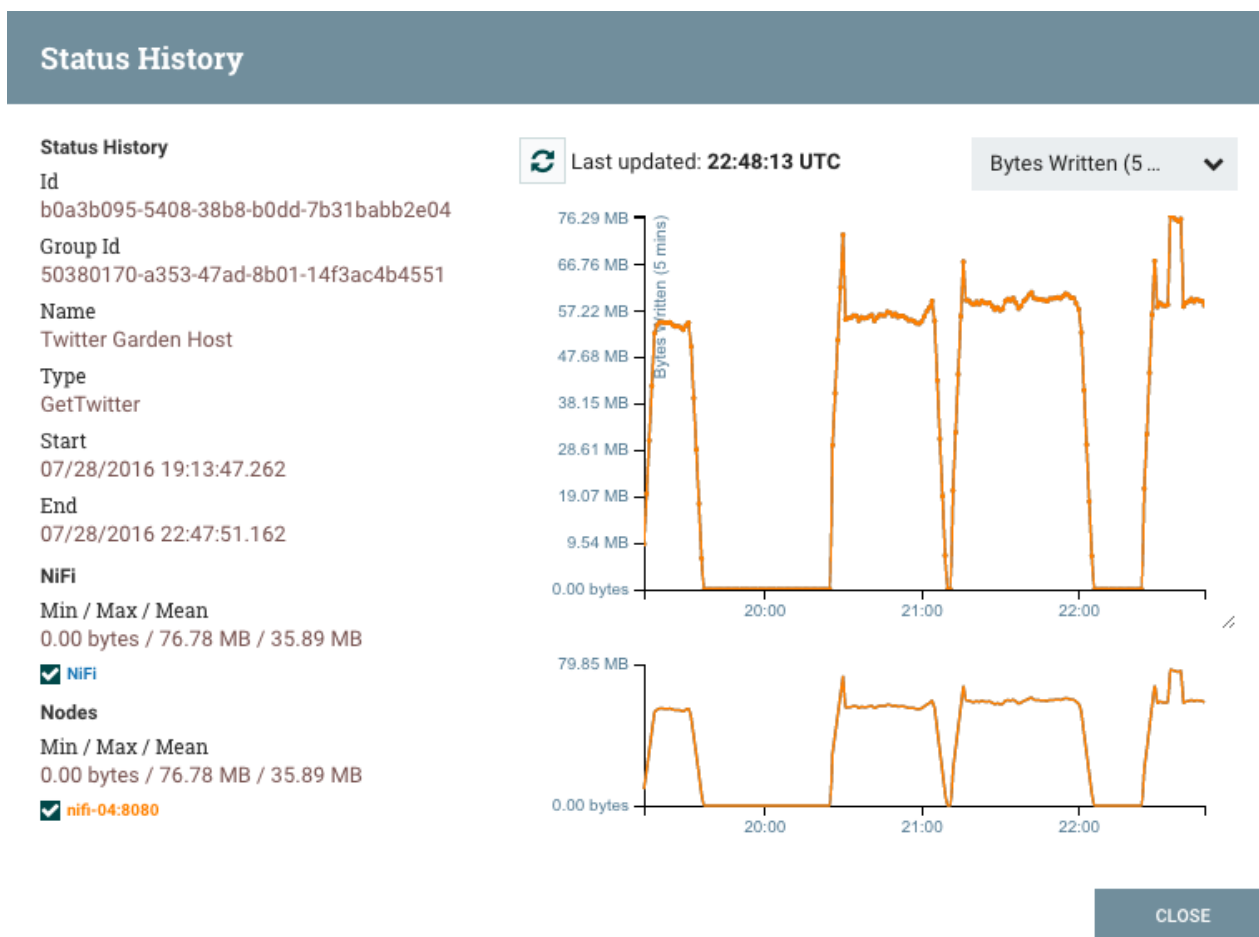 Status History
Status History
Id
b0a3b095-5408-38b8-b0dd-7b31babb2e04
Group Id
50380170-a353-47ad-8b01-14f3ac4b4551
Name
Twitter Garden Host
Type
GetTwitter
Start
07/28/2016 19:13:47.262
End
07/28/2016 22:47:51.162
NiFi
Min / Max / Mean
0.00 bytes / 76.78 MB / 35.89 MB
NiFi
Nodes
Min / Max / Mean
0.00 bytes / 76.78 MB / 35.89 MB
nifi-04:8080
Last updated: 22:48:13 UTC
Bytes Written (5 ...
76.29 MB
66.76 MB
57.22 MB
47.68 MB
38.15 MB
28.61 MB
19.07 MB
9.54 MB
0.00 bytes
Bytes Written (5 mins)
20:00
21:00
22:00
79.85 MB
0.00 bytes
20:00
21:00
22:00
CLOSE